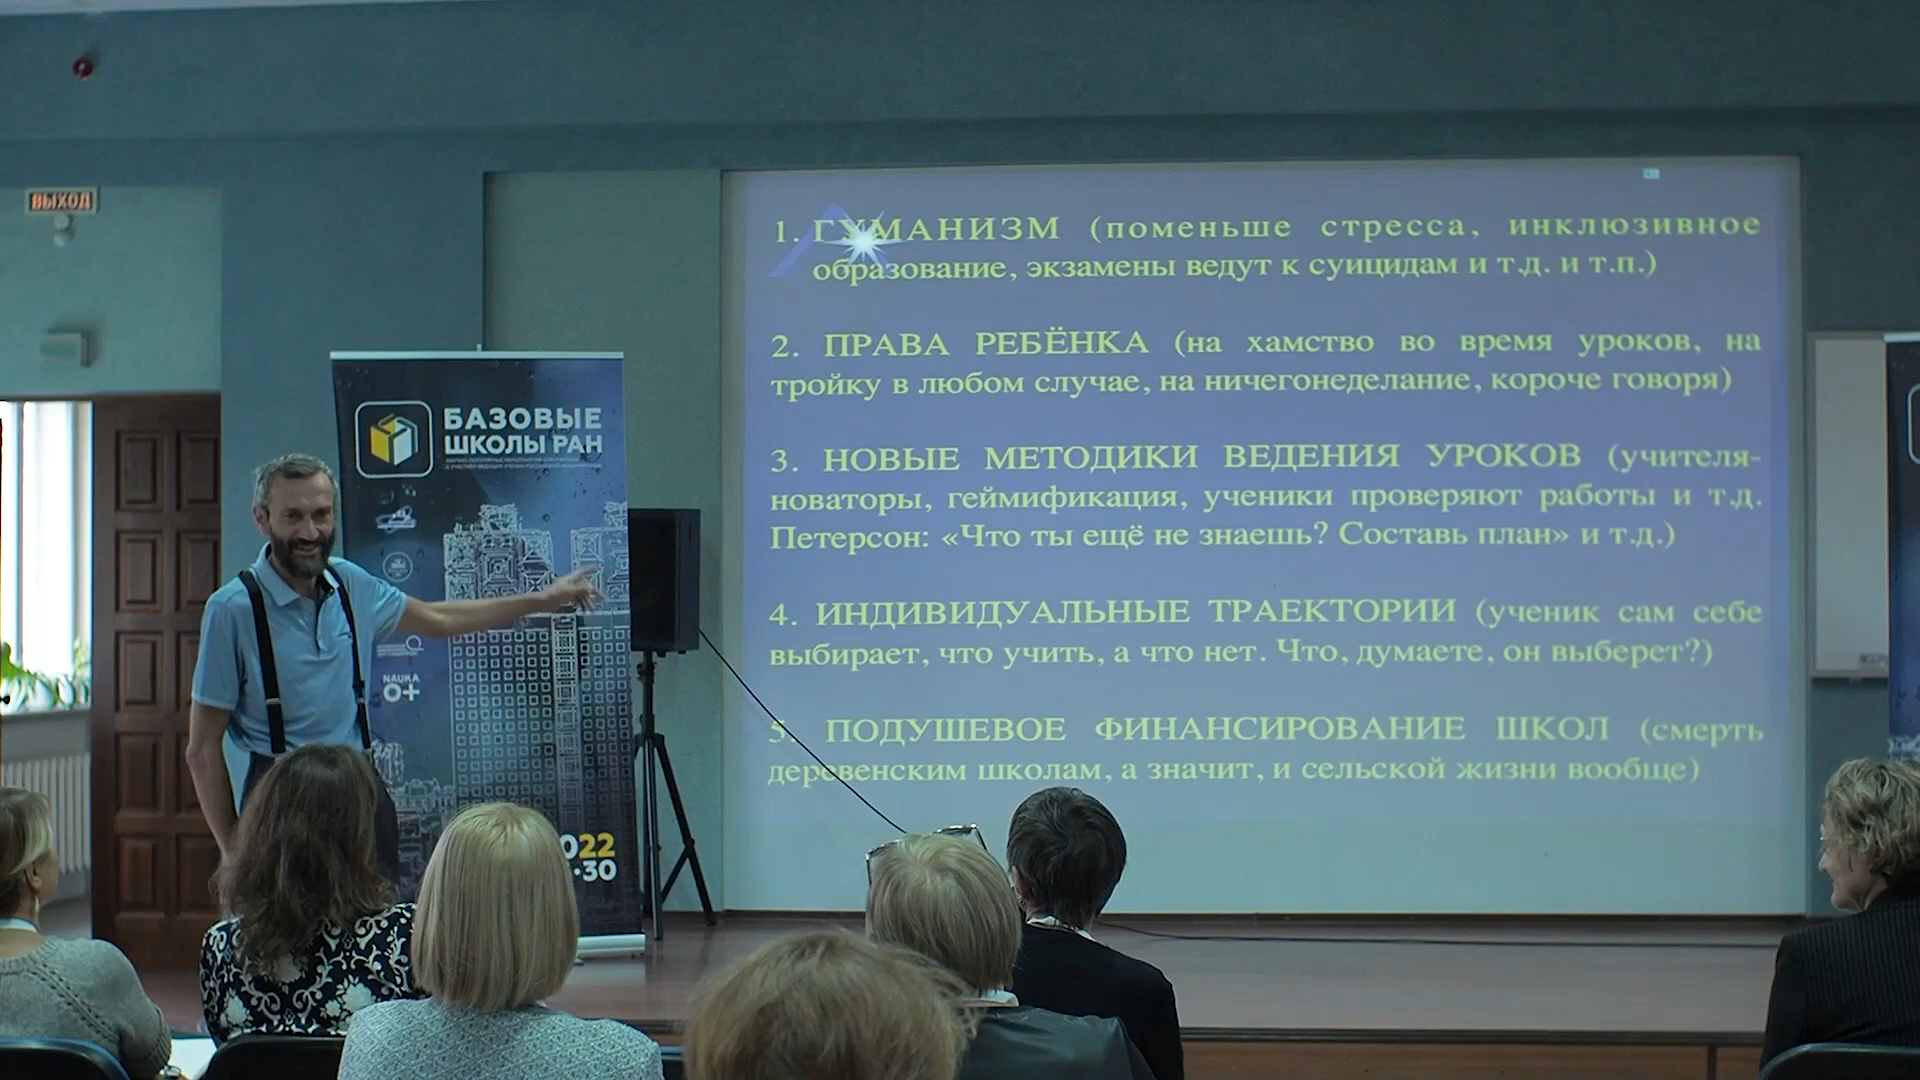 ВЫХОД
БАЗОВЫЕ
ШКОЛЫ РАН
NAUKA
0+
022
30
1. ГУМАНИЗМ (поменьше стресса, инклюзивное
образование, экзамены ведут к суицидам и т.д. и т.п.)
2. ПРАВА РЕБЁНКА (на хамство во время уроков, на
тройку в любом случае, на ничегонеделание, короче говоря)
3. НОВЫЕ МЕТОДИКИ ВЕДЕНИЯ УРОКОВ (учителя-
новаторы, геймификация, ученики проверяют работы и т.д.
Петерсон: «Что ты ещё не знаешь? Составь план» и т.д.)
4. ИНДИВИДУАЛЬНЫЕ ТРАЕКТОРИИ (ученик сам себе
выбирает, что учить, а что нет. Что, думаете, он выберет?)
5. ПОДУШЕВОЕ ФИНАНСИРОВАНИЕ ШКОЛ (смерть
деревенским школам, а значит, и сельской жизни вообще)